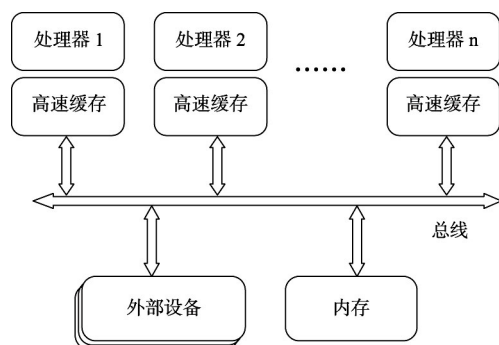 处理器 1
处理器 2
……
处理器 n
高速缓存
高速缓存
高速缓存
总线
外部设备
内存